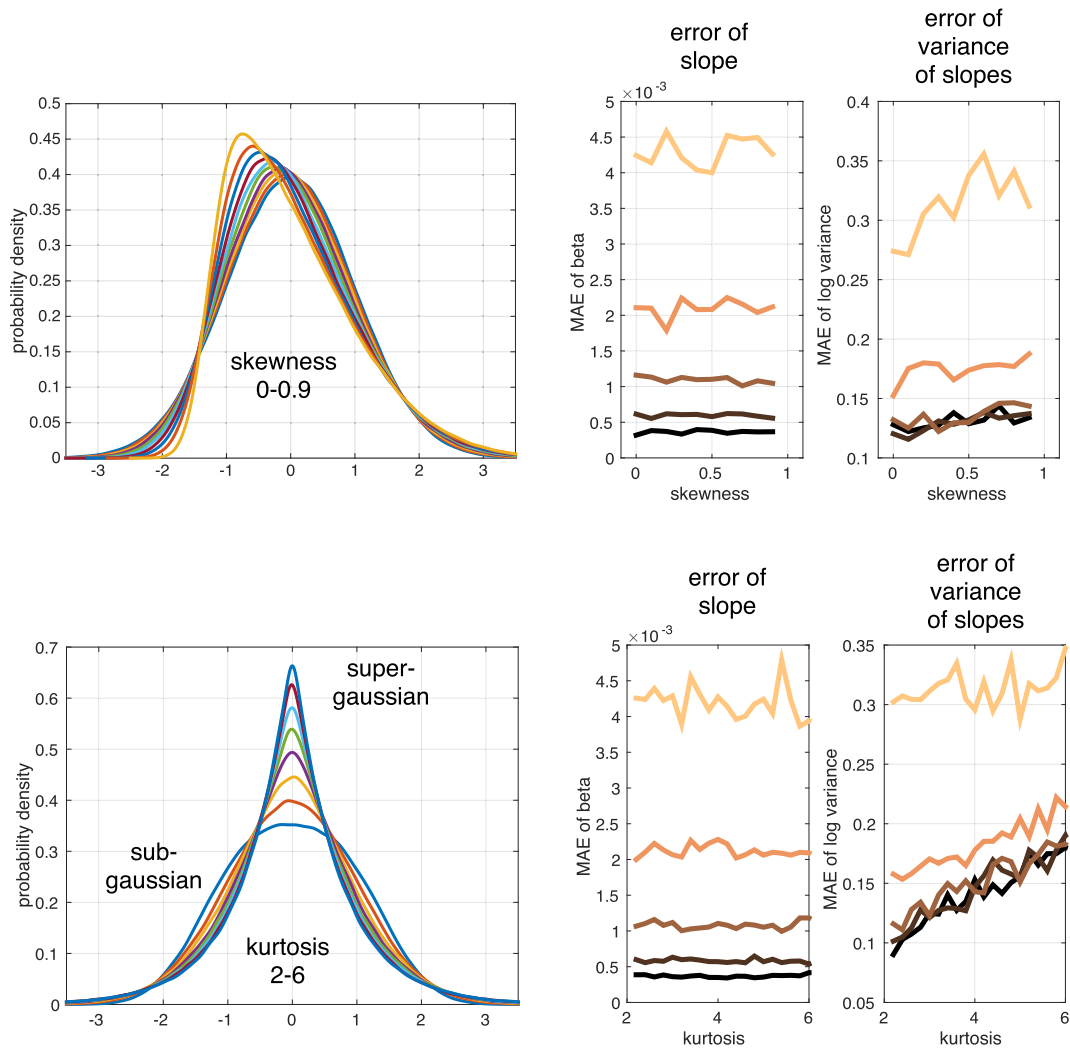 error of
slope
error of
variance
of slopes
×10 -3
0.5
0.45
0.4
0.35
0.3
0.25
0.2
0.15
0.1
0.05
0
probability density
skewness
0-0.9
-3 -2 -1 0 1 2 3
5
4.5
4
3.5
3
2.5
2
1.5
1
0.5
0
MAE of beta
0 0.5 1
skewness
0.4
0.35
0.3
0.25
0.2
0.15
0.1
MAE of log variance
0 0.5 1
skewness
error of
slope
error of
variance
of slopes
×10 -3
0.7
0.6
0.5
0.4
0.3
0.2
0.1
0
probability density
super-
gaussian
sub-
gaussian
kurtosis
2-6
-3 -2 -1 0 1 2 3
5
4.5
4
3.5
3
2.5
2
1.5
1
0.5
0
MAE of beta
2 4 6
kurtosis
0.35
0.3
0.25
0.2
0.15
0.1
0.05
MAE of log variance
2 4 6
kurtosis